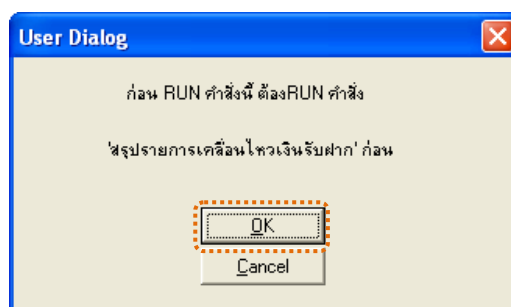 User Dialog
ก่อน RUN คำสั่งนี้ ต้องRUN คำสั่ง
'สรุปรายการเคลื่อนไหวเงินรับฝาก' ก่อน
OK
Cancel